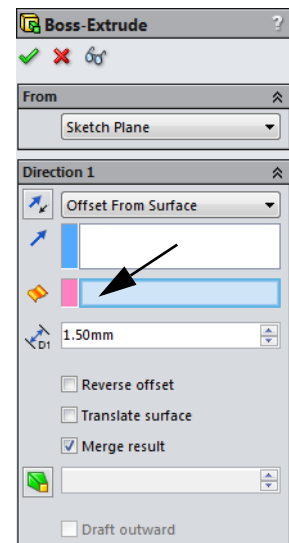 Boss-Extrude ?
From
Sketch Plane
Direction 1
Offset From Surface
D1 1.50mm
Reverse offset
Translate surface
Merge result
Draft outward